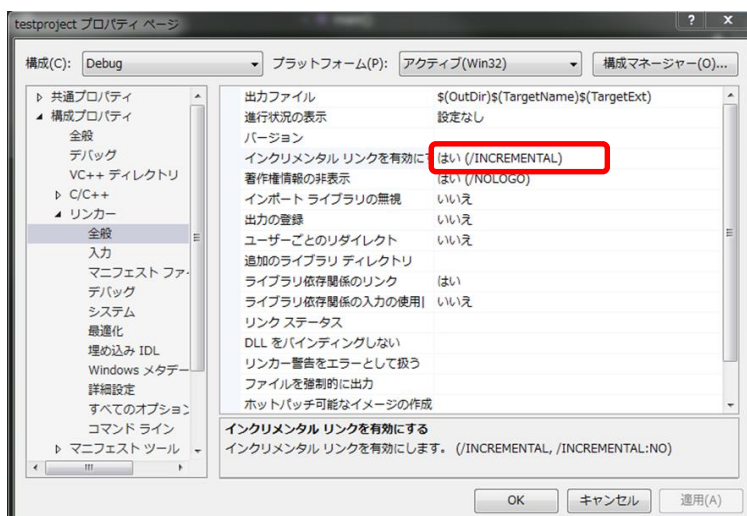 testproject プロパティ ページ
構成(C): Debug プラットフォーム(P): アクティブ(Win32) 構成マネージャー(O)...
共通プロパティ
構成プロパティ
全般
デバッグ
VC++ ディレクトリ
C/C++
リンカー
全般
入力
マニフェスト ファ
デバッグ
システム
最適化
埋め込み IDL
Windows メタデー
詳細設定
すべてのオプション
コマンド ライン
マニフェスト ツール
出力ファイル $(OutDir)$(TargetName)$(TargetExt)
進行状況の表示 設定なし
バージョン
インクリメンタル リンクを有効にす はい (/INCREMENTAL)
著作権情報の非表示 はい (/NOLOGO)
インポート ライブラリの無視 いいえ
出力の登録 いいえ
ユーザーごとのリダイレクト いいえ
追加のライブラリ ディレクトリ
ライブラリ依存関係のリンク はい
ライブラリ依存関係の入力の使用 いいえ
リンク ステータス
DLL をバインディングしない
リンカー警告をエラーとして扱う
ファイルを強制的に出力
ホットパッチ可能なイメージの作成
インクリメンタル リンクを有効にする
インクリメンタル リンクを有効にします。 (/INCREMENTAL, /INCREMENTAL:NO)
OK キャンセル 適用(A)